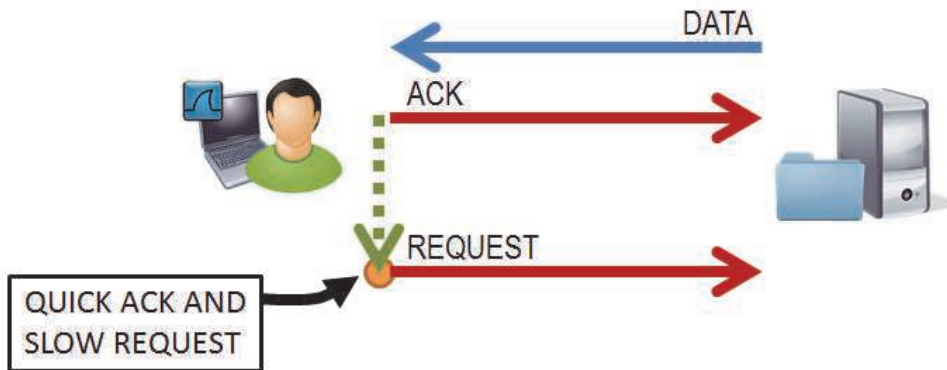 DATA
ACK
REQUEST
QUICK ACK AND
SLOW REQUEST